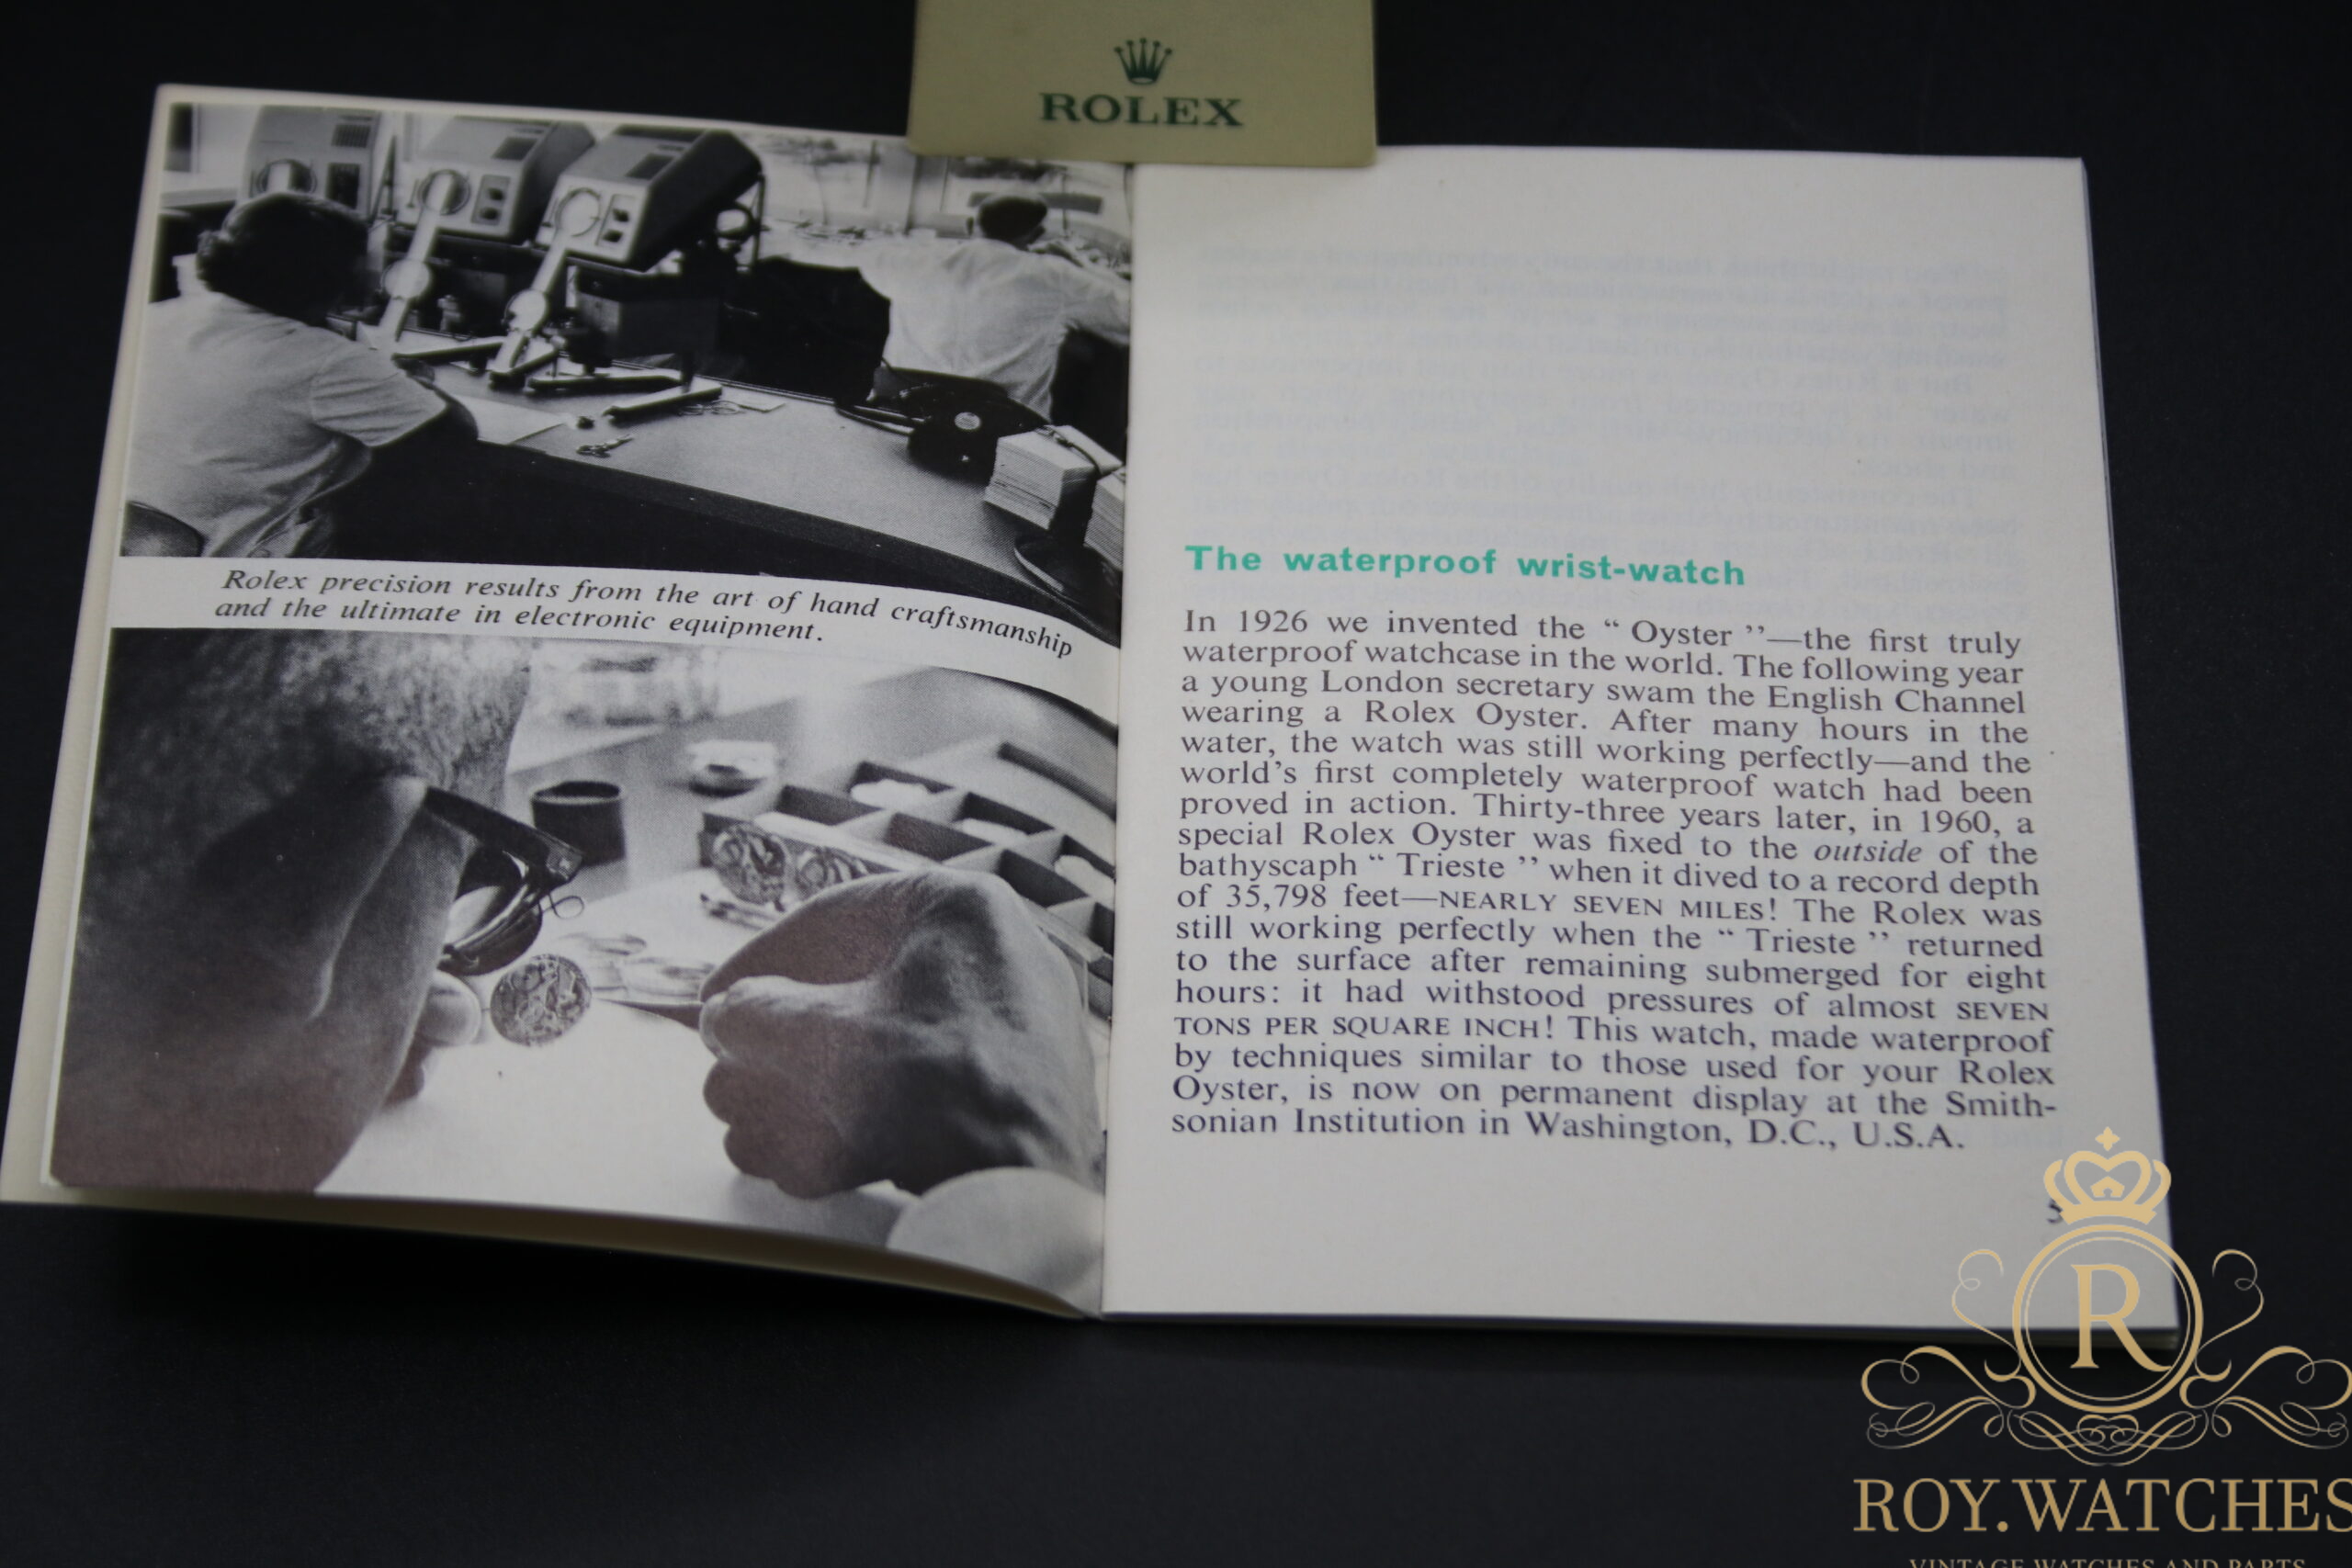 ROLEX
Rolex precision results from the art of hand craftsmanship
and the ultimate in electronic equipment.
The waterproof wrist-watch
In 1926 we invented the “ Oyster ”—the first truly
waterproof watchcase in the world. The following year
a young London secretary swam the English Channel
wearing a Rolex Oyster. After many hours in the
water, the watch was still working perfectly—and the
world’s first completely waterproof watch had been
proved in action. Thirty-three years later, in 1960, a
special Rolex Oyster was fixed to the outside of the
bathyscaph “ Trieste ” when it dived to a record depth
of 35,798 feet—NEARLY SEVEN MILES! The Rolex was
still working perfectly when the “ Trieste ” returned
to the surface after remaining submerged for eight
hours: it had withstood pressures of almost SEVEN
TONS PER SQUARE INCH! This watch, made waterproof
by techniques similar to those used for your Rolex
Oyster, is now on permanent display at the Smith-
sonian Institution in Washington, D.C., U.S.A.
R
ROY.WATCHES
VINTAGE WATCHES AND PARTS